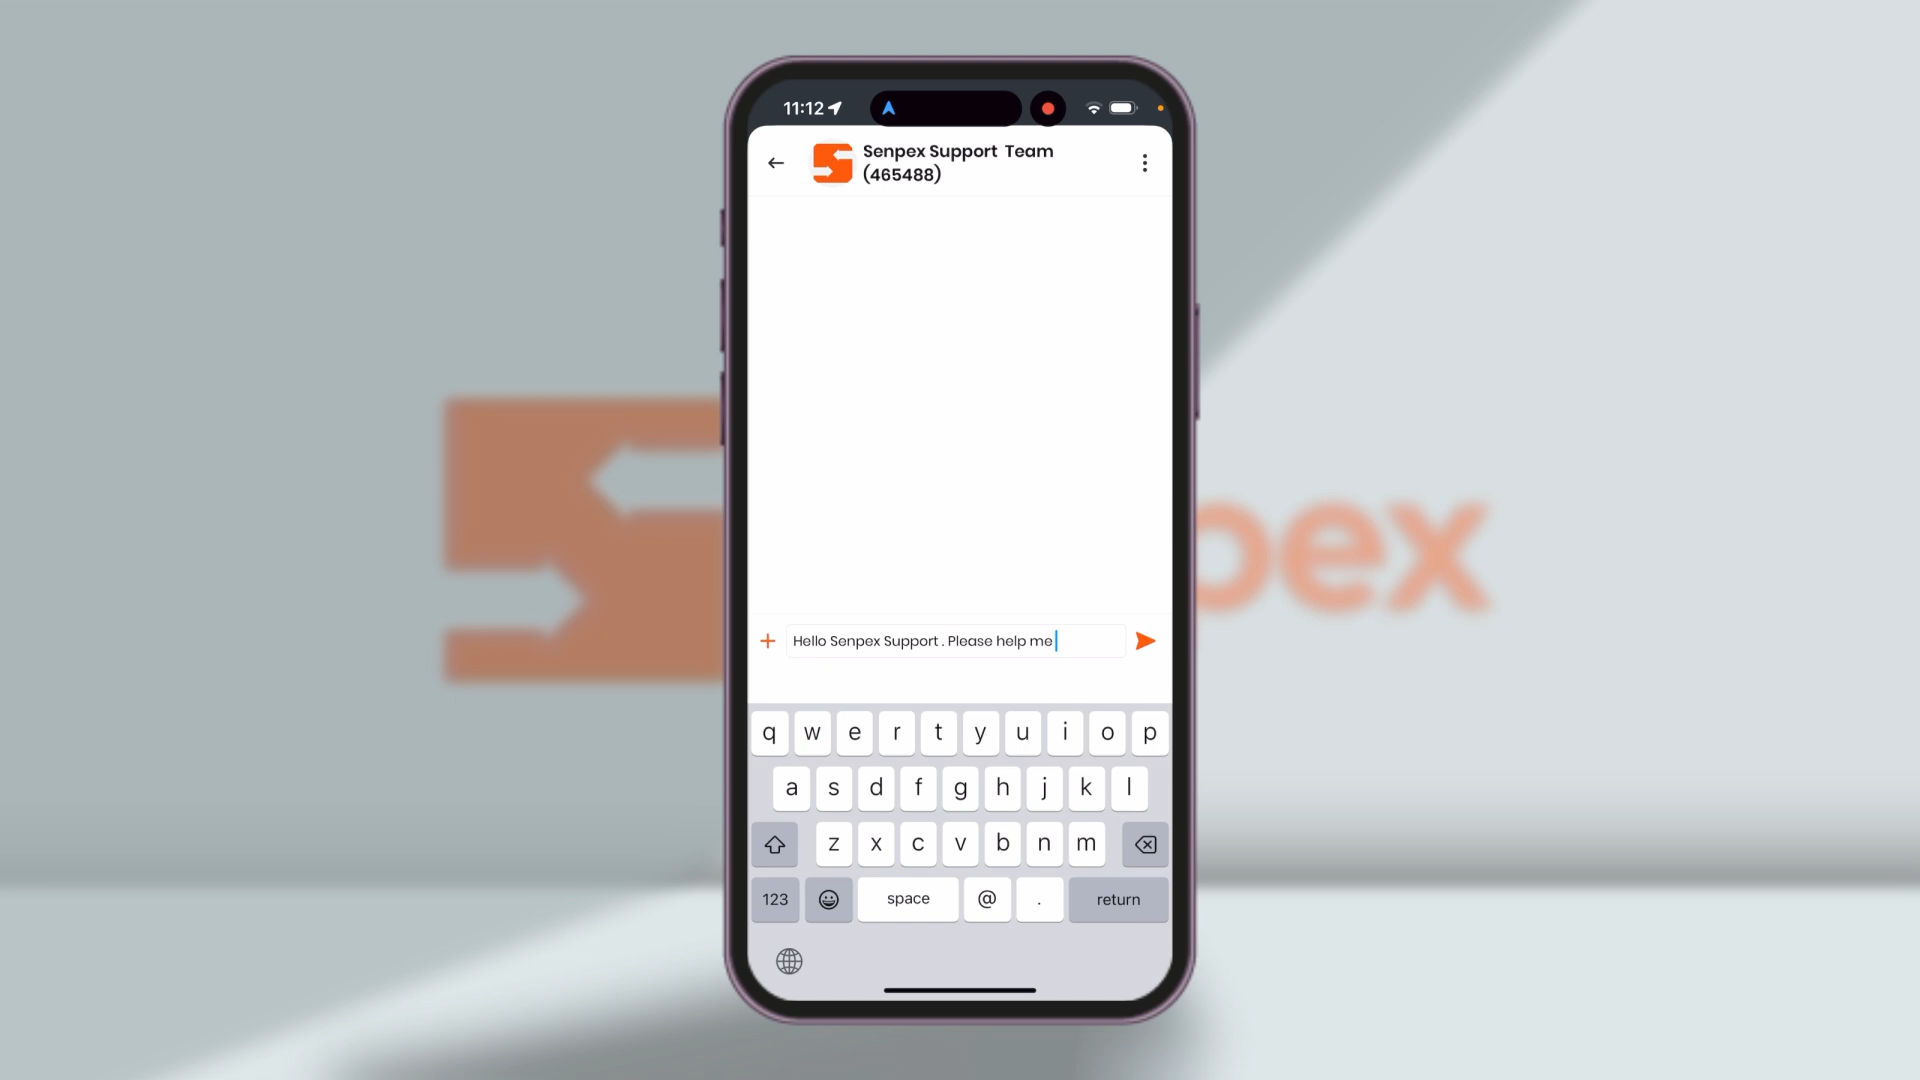 11:12
Senpex Support Team
(465488)
pex
Hello Senpex Support . Please help me
q w e r t y u i o p
a s d f g h j k l
z x c v b n m
123 space @ . return